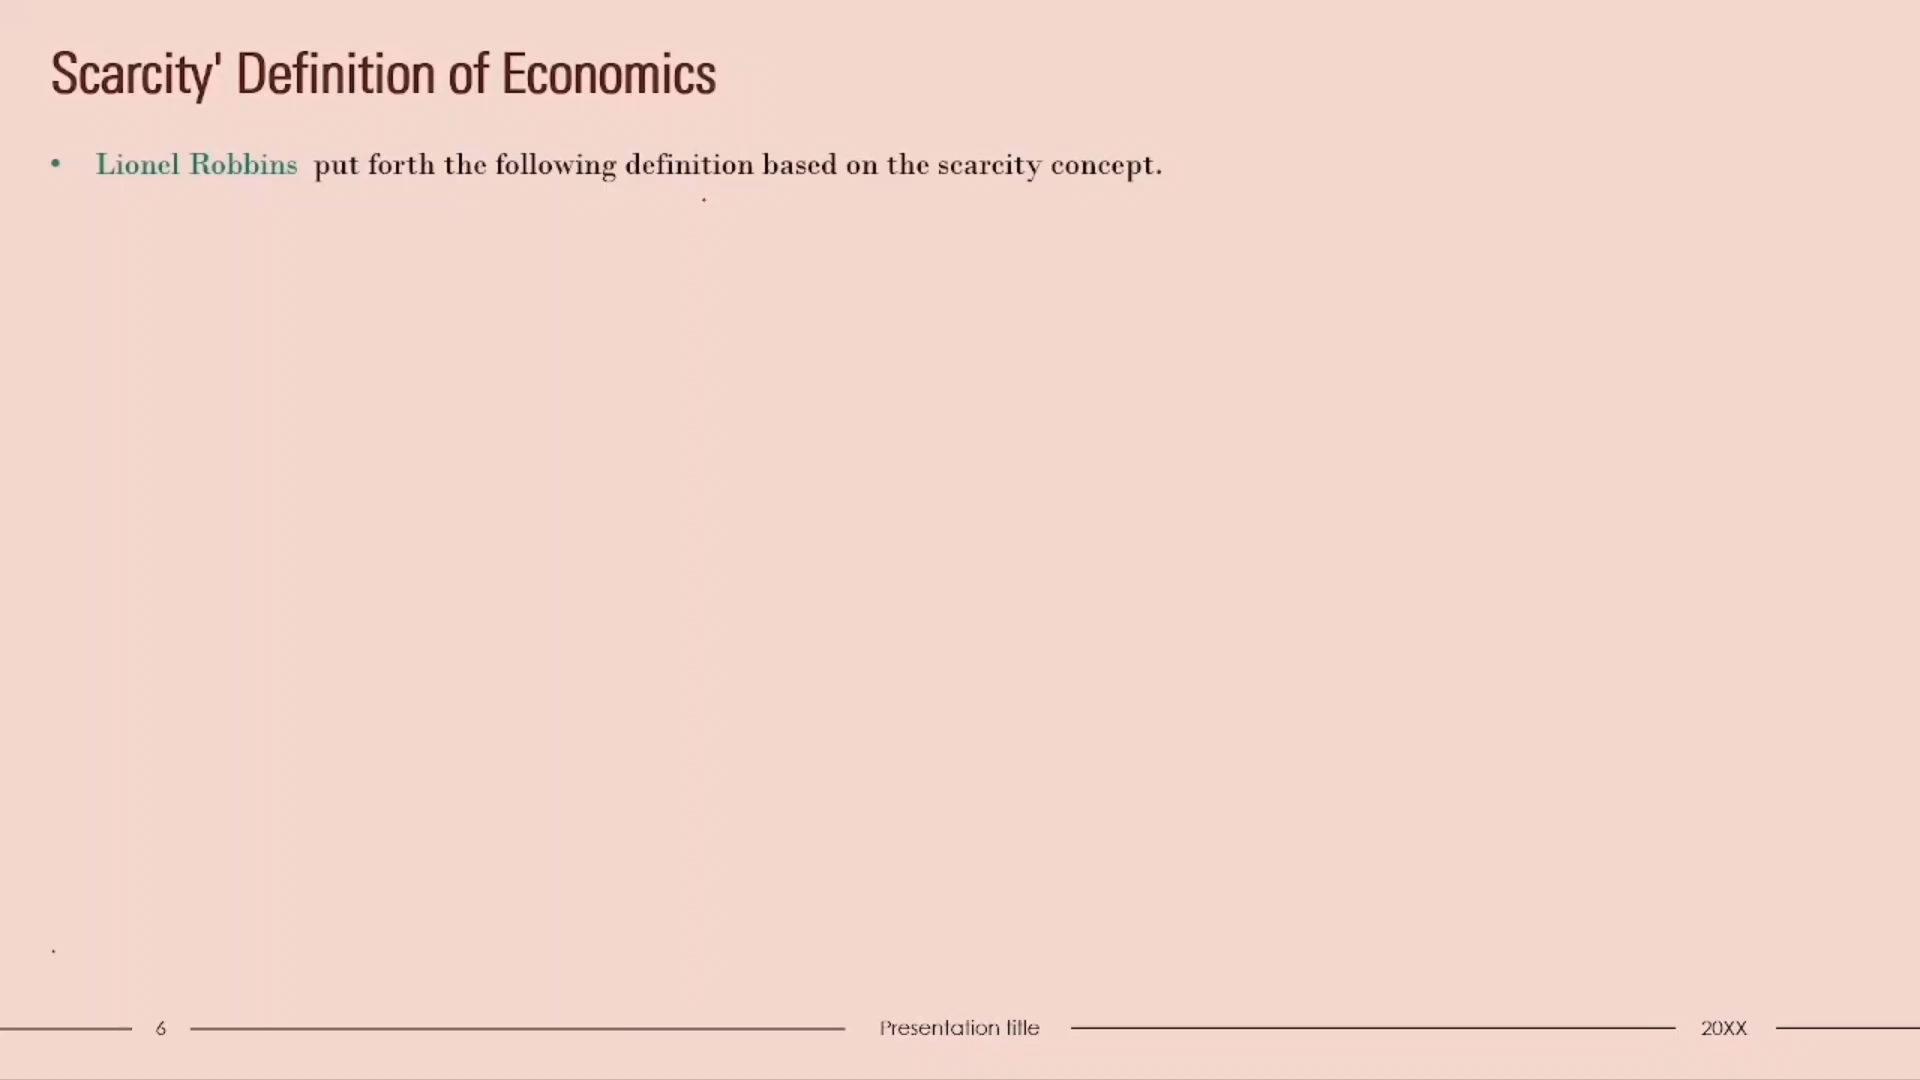 Scarcity' Definition of Economics
• Lionel Robbins put forth the following definition based on the scarcity concept.
6
Presentation title
20XX